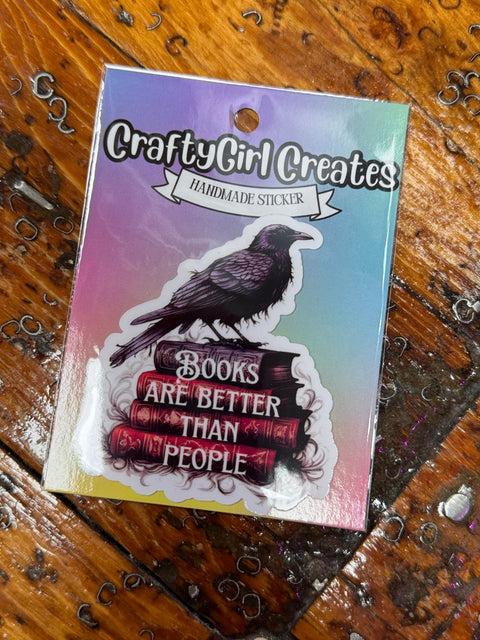 CraftyGirl Creates
HANDMADE STICKER
BOOKS
ARE BETTER
THAN
PEOPLE